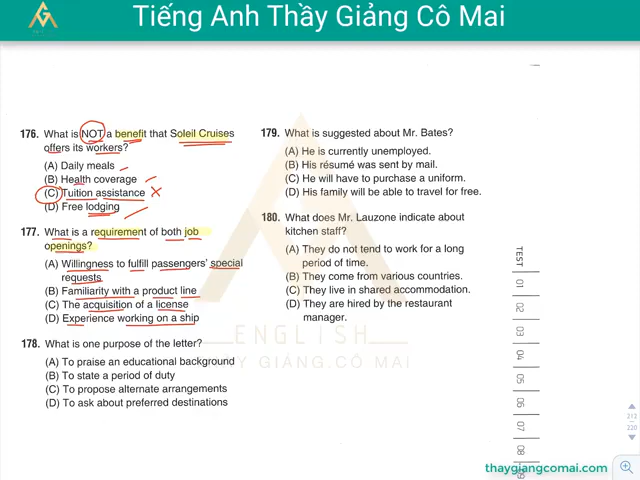 Tiếng Anh Thầy Giảng Cô Mai
176. What is NOT a benefit that Soleil Cruises
offers its workers?
(A) Daily meals
(B) Health coverage
(C) Tuition assistance
(D) Free lodging
177. What is a requirement of both job
openings?
(A) Willingness to fulfill passengers' special
requests
(B) Familiarity with a product line
(C) The acquisition of a license
(D) Experience working on a ship
178. What is one purpose of the letter?
(A) To praise an educational background
(B) To state a period of duty
(C) To propose alternate arrangements
(D) To ask about preferred destinations
179. What is suggested about Mr. Bates?
(A) He is currently unemployed.
(B) His résumé was sent by mail.
(C) He will have to purchase a uniform.
(D) His family will be able to travel for free.
180. What does Mr. Lauzone indicate about
kitchen staff?
(A) They do not tend to work for a long
period of time.
(B) They come from various countries.
(C) They live in shared accommodation.
(D) They are hired by the restaurant
manager.
ENGLISH
THẦY GIẢNG.CÔ MAI
TEST
01
02
03
04
05
06
07
08
09
212
220
thaygiangcomai.com